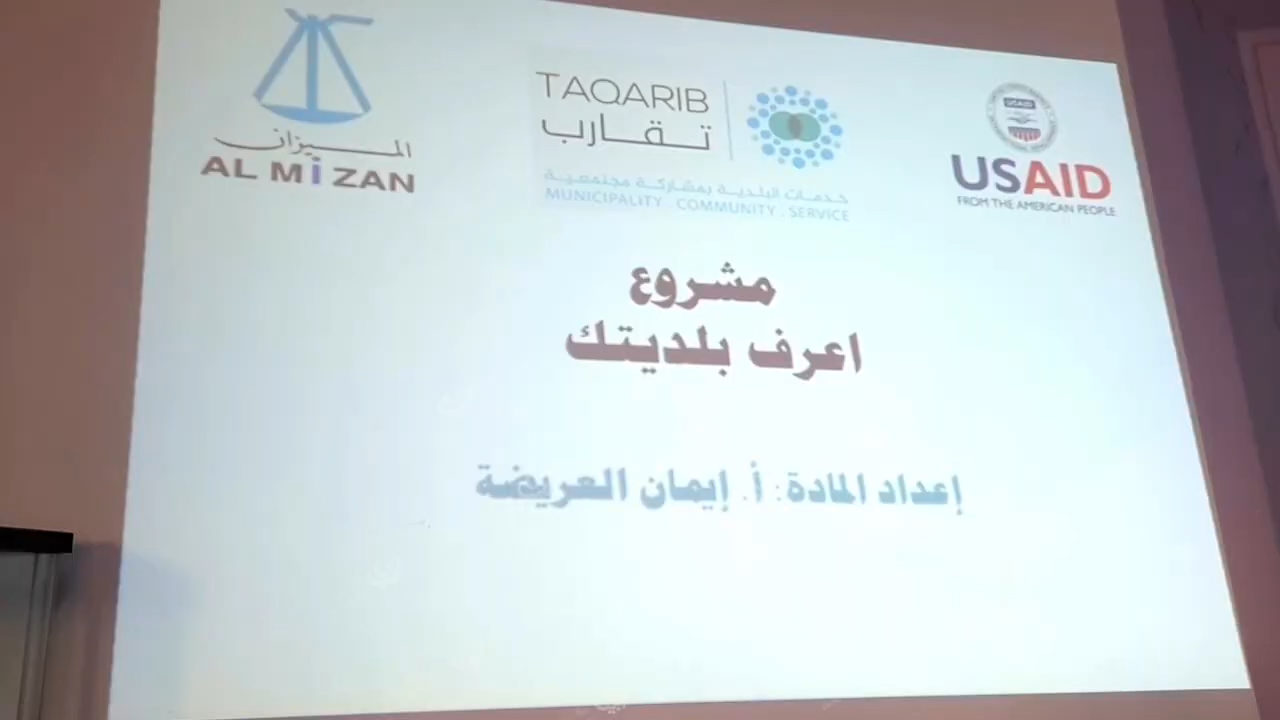 الميزان
AL MiZAN
TAQARIB
تقارب
خدمات البلدية بمشاركة مجتمعية
MUNICIPALITY . COMMUNITY . SERVICE
USAID
USAID
FROM THE AMERICAN PEOPLE
مشروع
اعرف بلديتك
إعداد المادة: أ. إيمان العريضة